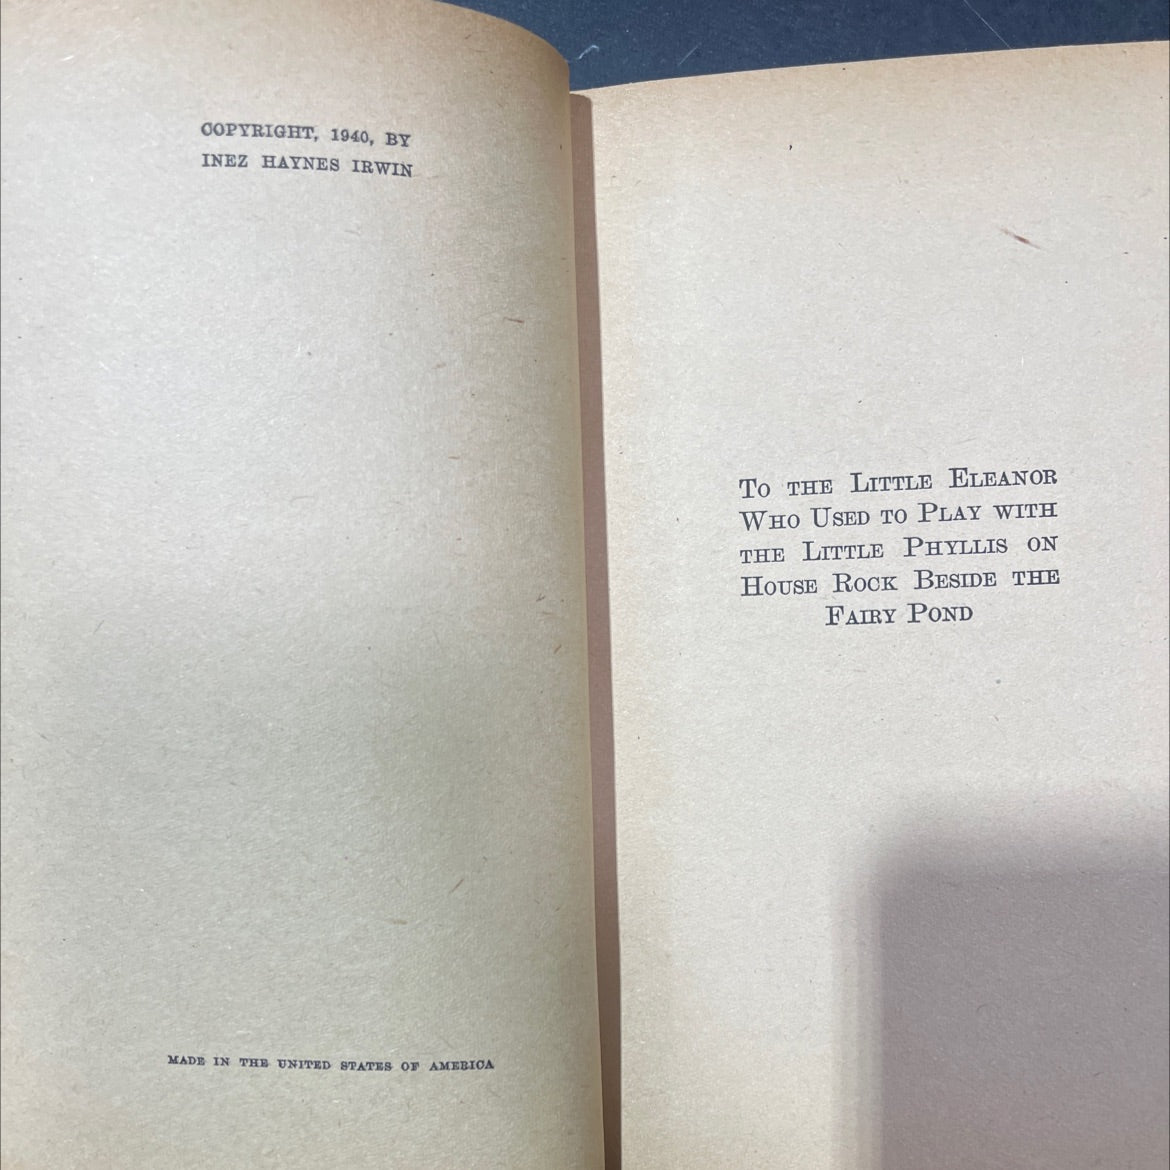 COPYRIGHT, 1940, BY
INEZ HAYNES IRWIN
MADE IN THE UNITED STATES OF AMERICA
TO THE LITTLE ELEANOR
WHO USED TO PLAY WITH
THE LITTLE PHYLLIS ON
HOUSE ROCK BESIDE THE
FAIRY POND